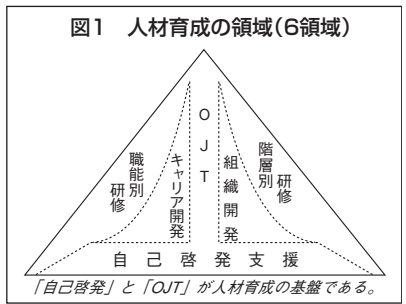 図1 人材育成の領域(6領域)
OJT
職能別研修
キャリア開発
組織開発
階層別研修
自己啓発支援
「自己啓発」と「OJT」が人材育成の基盤である。